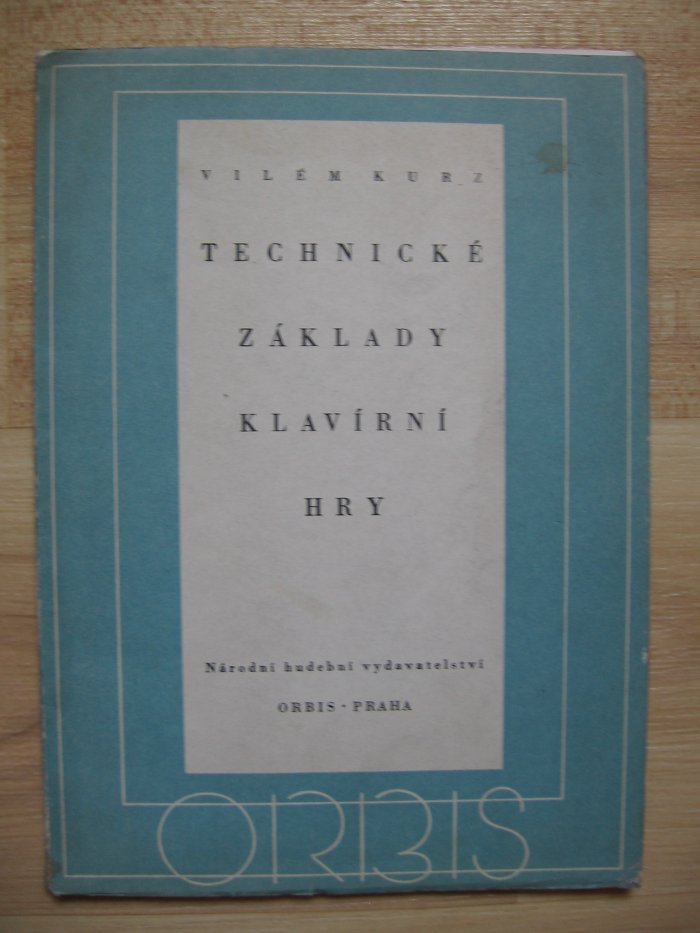 VILÉM KURZ
TECHNICKÉ
ZÁKLADY
KLAVÍRNÍ
HRY
Národní hudební vydavatelství
ORBIS - PRAHA
ORBIS